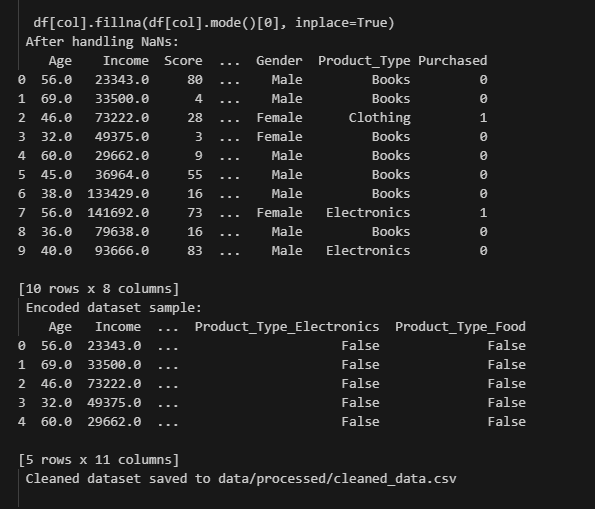 df[col].fillna(df[col].mode()[0], inplace=True)
After handling NaNs:
    Age    Income  Score  ...  Gender  Product_Type Purchased
0  56.0   23343.0     80  ...    Male         Books         0
1  69.0   33500.0      4  ...    Male         Books         0
2  46.0   73222.0     28  ...  Female      Clothing         1
3  32.0   49375.0      3  ...  Female         Books         0
4  60.0   29662.0      9  ...    Male         Books         0
5  45.0   36964.0     55  ...    Male         Books         0
6  38.0  133429.0     16  ...    Male         Books         0
7  56.0  141692.0     73  ...  Female   Electronics         1
8  36.0   79638.0     16  ...    Male         Books         0
9  40.0   93666.0     83  ...    Male   Electronics         0
[10 rows x 8 columns]
Encoded dataset sample:
    Age   Income  ...  Product_Type_Electronics  Product_Type_Food
0  56.0  23343.0  ...                     False              False
1  69.0  33500.0  ...                     False              False
2  46.0  73222.0  ...                     False              False
3  32.0  49375.0  ...                     False              False
4  60.0  29662.0  ...                     False              False
[5 rows x 11 columns]
Cleaned dataset saved to data/processed/cleaned_data.csv